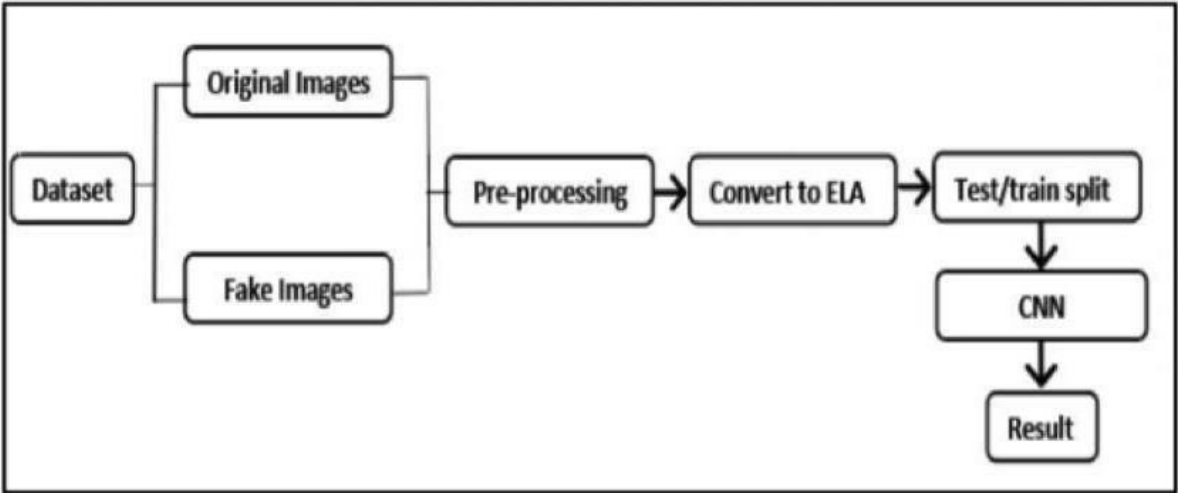 Dataset
Original Images
Fake Images
Pre-processing
Convert to ELA
Test/train split
CNN
Result